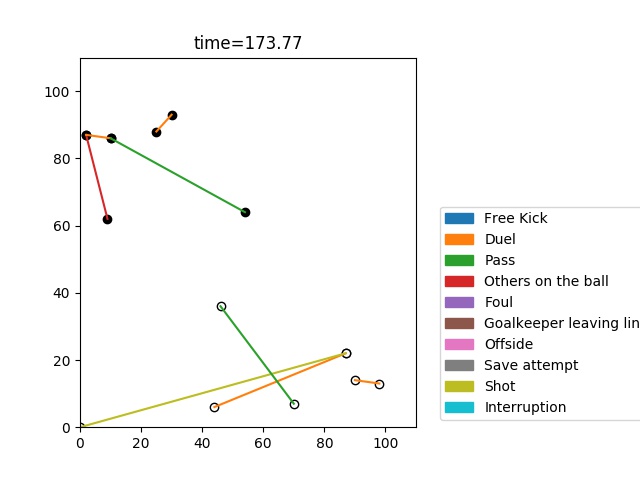 time=173.77
100
80
60
40
20
0
0 20 40 60 80 100
Free Kick
Duel
Pass
Others on the ball
Foul
Goalkeeper leaving lin
Offside
Save attempt
Shot
Interruption